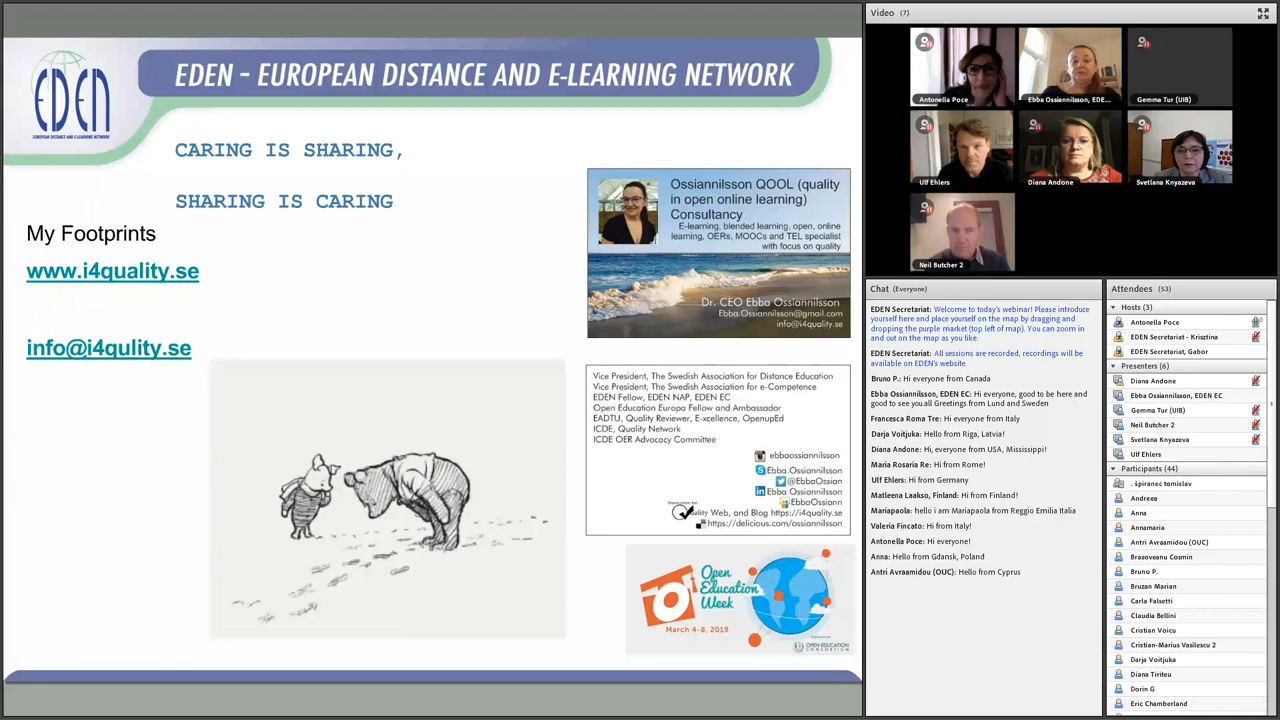 EDEN
EUROPEAN DISTANCE AND E-LEARNING NETWORK
EDEN - EUROPEAN DISTANCE AND E-LEARNING NETWORK
CARING IS SHARING,
SHARING IS CARING
My Footprints
www.i4quality.se
info@i4qulity.se
Ossiannilsson QOOL (quality
in open online learning)
Consultancy
E-learning, blended learning, open, online
learning, OERs, MOOCs and TEL specialist
with focus on quality
Dr. CEO Ebba Ossiannilsson
Ebba.Ossiannilsson@gmail.com
info@i4quality.se
Vice President, The Swedish Association for Distance Education
Vice President, The Swedish Association for e-Competence
EDEN Fellow, EDEN NAP, EDEN EC
Open Education Europa Fellow and Ambassador
EADTU, Quality Reviewer, E-xcellence, OpenupEd
ICDE, Quality Network
ICDE OER Advocacy Committee
ebbaossiannilsson
Ebba.Ossiannilsson
@EbbaOssian
Ebba Ossiannilsson
EbbaOssiann
uality Web, and Blog https://i4quality.se
https://delicious.com/ossiannilsson
Open
Education
Week
March 4-8, 2019
OPEN EDUCATION
CONSORTIUM
Video (7)
Antonella Poce
Ebba Ossiannilsson, EDE...
Gemma Tur (UIB)
Ulf Ehlers
Diana Andone
Svetlana Knyazeva
Neil Butcher 2
Chat (Everyone)
EDEN Secretariat: Welcome to today's webinar! Please introduce
yourself here and place yourself on the map by dragging and
dropping the purple market (top left of map). You can zoom in
and out on the map as you like.
EDEN Secretariat: All sessions are recorded, recordings will be
available on EDEN's website.
Bruno P.: Hi everyone from Canada
Ebba Ossiannilsson, EDEN EC: Hi everyone, good to be here and
good to see you.all Greetings from Lund and Sweden
Francesca Roma Tre: Hi everyone from Italy
Darja Voitjuka: Hello from Riga, Latvia!
Diana Andone: Hi, everyone from USA, Mississippi!
Maria Rosaria Re: Hi from Rome!
Ulf Ehlers: Hi from Germany
Matleena Laakso, Finland: Hi from Finland!
Mariapaola: hello i am Mariapaola from Reggio Emilia Italia
Valeria Fincato: Hi from Italy!
Antonella Poce: Hi everyone!
Anna: Hello from Gdansk, Poland
Antri Avraamidou (OUC): Hello from Cyprus
Attendees (53)
Hosts (3)
Antonella Poce
EDEN Secretariat - Krisztina
EDEN Secretariat, Gabor
Presenters (6)
Diana Andone
Ebba Ossiannilsson, EDEN EC
Gemma Tur (UIB)
Neil Butcher 2
Svetlana Knyazeva
Ulf Ehlers
Participants (44)
. špiranec tomislav
Andreea
Anna
Annamaria
Antri Avraamidou (OUC)
Brasoveanu Cosmin
Bruno P.
Bruzan Marian
Carla Falsetti
Claudia Bellini
Cristian Voicu
Cristian-Marius Vasilescu 2
Darja Voitjuka
Diana Tiriteu
Dorin G
Eric Chamberland